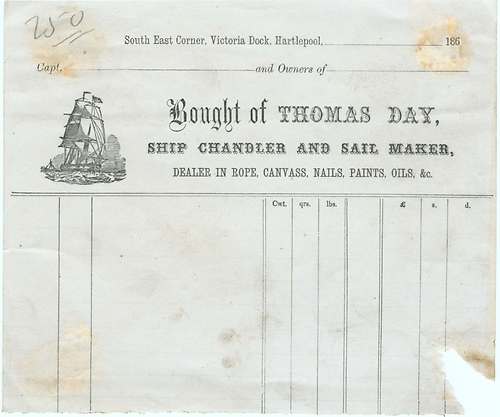 250
South East Corner, Victoria Dock, Hartlepool, 186
Capt. and Owners of
Bought of THOMAS DAY,
SHIP CHANDLER AND SAIL MAKER,
DEALER IN ROPE, CANVASS, NAILS, PAINTS, OILS, &c.
Cwt. qrs. lbs. £ s. d.